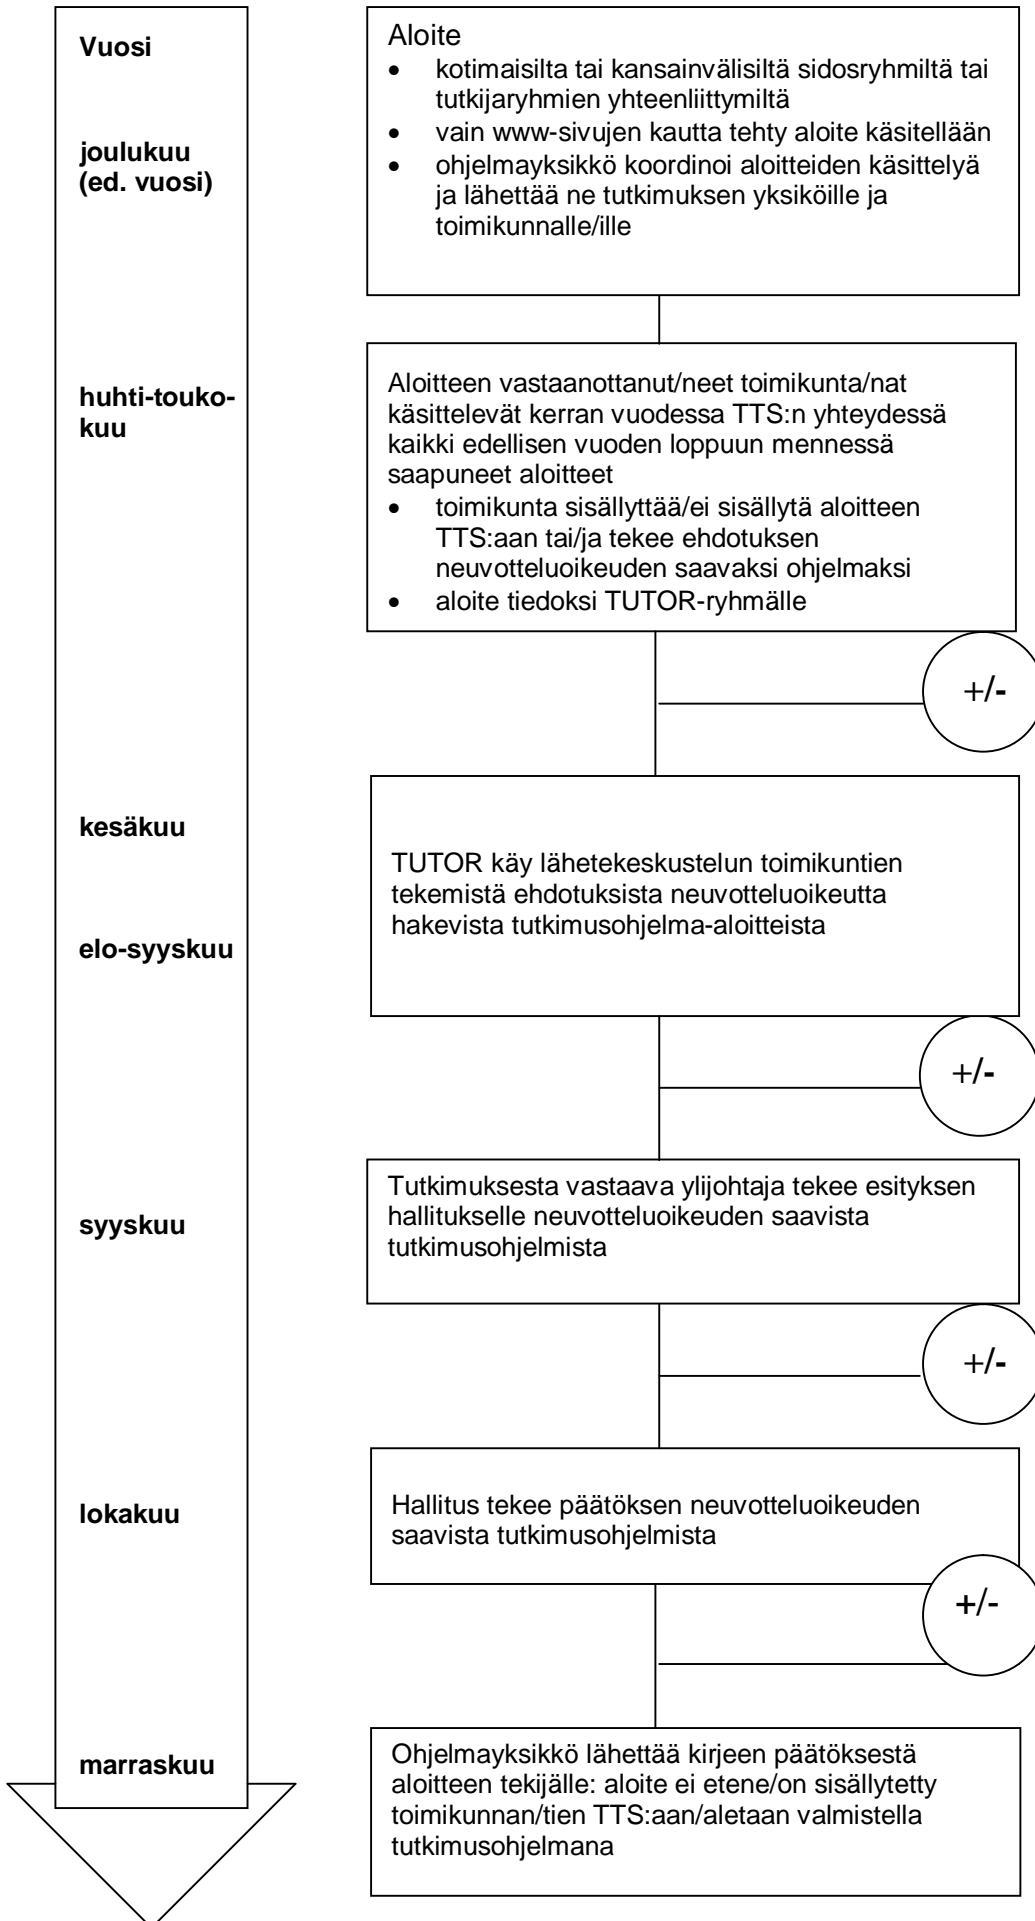 Vuosi
Aloite
• kotimaisilta tai kansainvälisiltä sidosryhmiltä tai
tutkijaryhmien yhteenliittymiltä
• vain www-sivujen kautta tehty aloite käsitellään
• ohjelmayksikkö koordinoi aloitteiden käsittelyä
ja lähettää ne tutkimuksen yksiköille ja
toimikunnalle/ille
joulukuu
(ed. vuosi)
huhti-touko-
kuu
Aloitteen vastaanottanut/neet toimikunta/nat
käsittelevät kerran vuodessa TTS:n yhteydessä
kaikki edellisen vuoden loppuun mennessä
saapuneet aloitteet
• toimikunta sisällyttää/ei sisällytä aloitteen
TTS:aan tai/ja tekee ehdotuksen
neuvotteluoikeuden saavaksi ohjelmaksi
• aloite tiedoksi TUTOR-ryhmälle
+/-
kesäkuu
elo-syyskuu
TUTOR käy lähetekeskustelun toimikuntien
tekemistä ehdotuksista neuvotteluoikeutta
hakevista tutkimusohjelma-aloitteista
+/-
syyskuu
Tutkimuksesta vastaava ylijohtaja tekee esityksen
hallitukselle neuvotteluoikeuden saavista
tutkimusohjelmista
+/-
lokakuu
Hallitus tekee päätöksen neuvotteluoikeuden
saavista tutkimusohjelmista
+/-
marraskuu
Ohjelmayksikkö lähettää kirjeen päätöksestä
aloitteen tekijälle: aloite ei etene/on sisällytetty
toimikunnan/tien TTS:aan/aletaan valmistella
tutkimusohjelmana